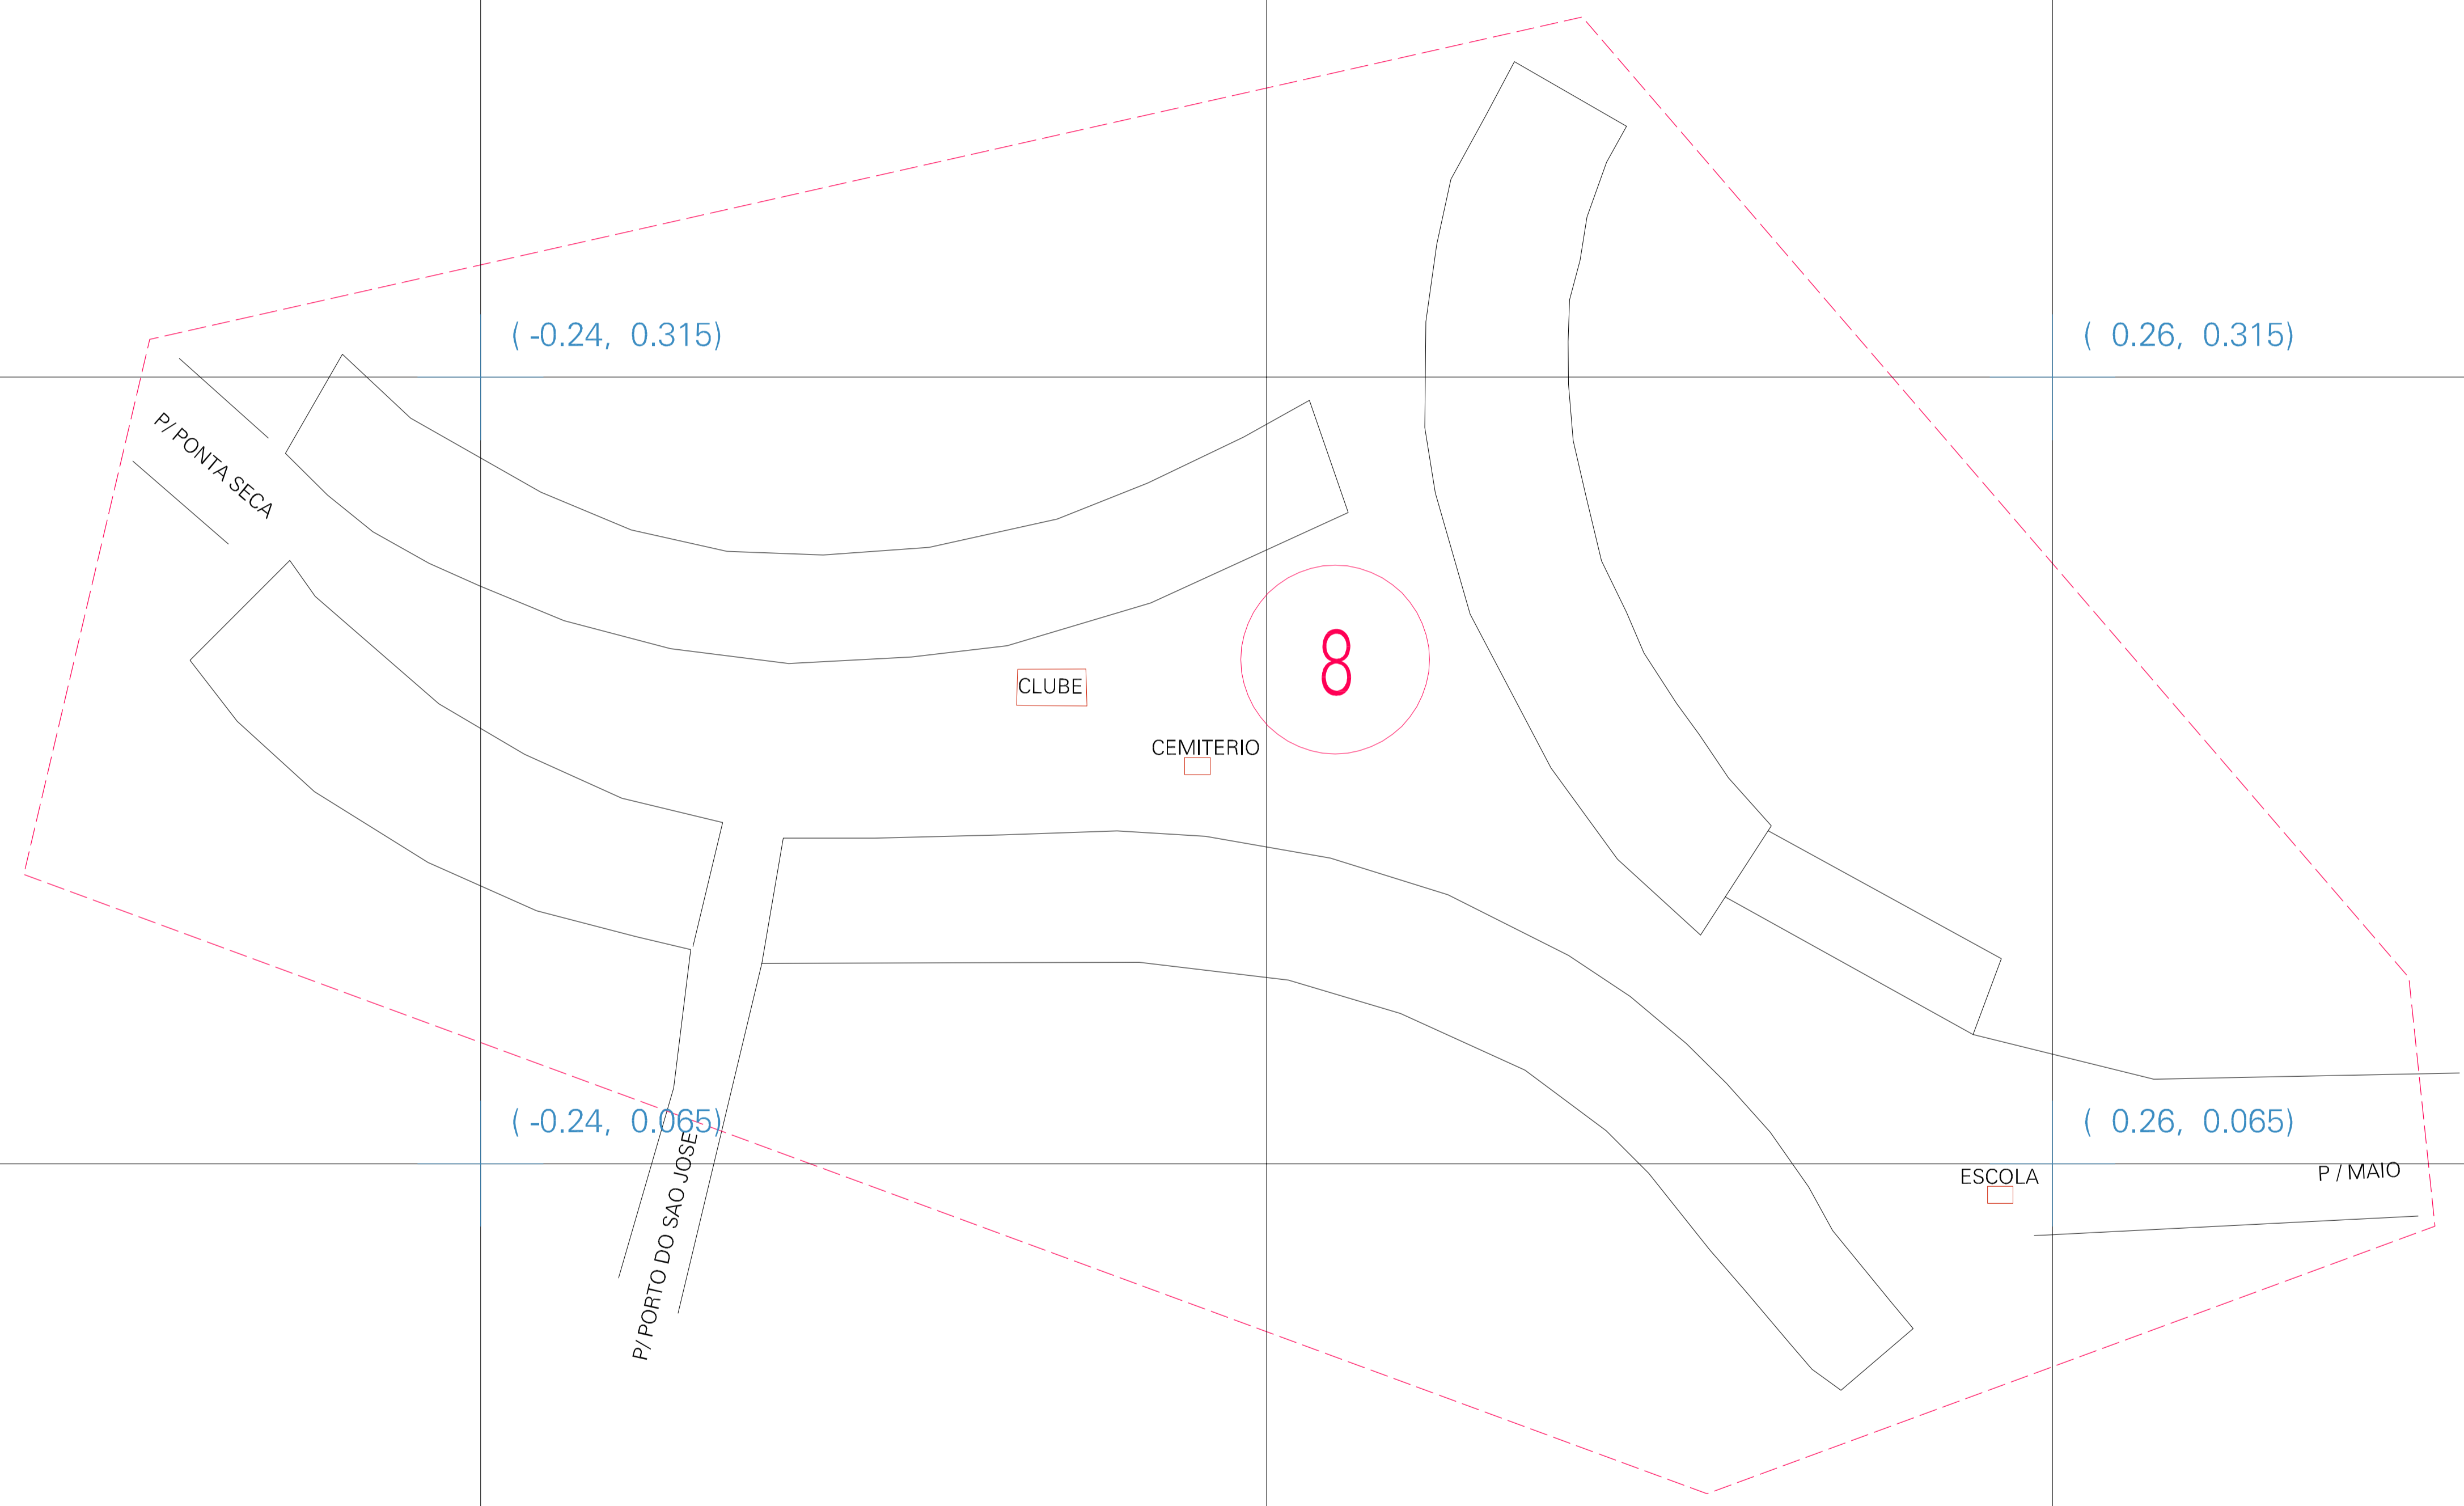 ( -0.24, 0.315)
( 0.26, 0.315)
P/ PONTA SECA
8
CLUBE
CEMITERIO
( -0.24, 0.065)
( 0.26, 0.065)
P/ PORTO DO SAO JOSE
ESCOLA
P / MAIO